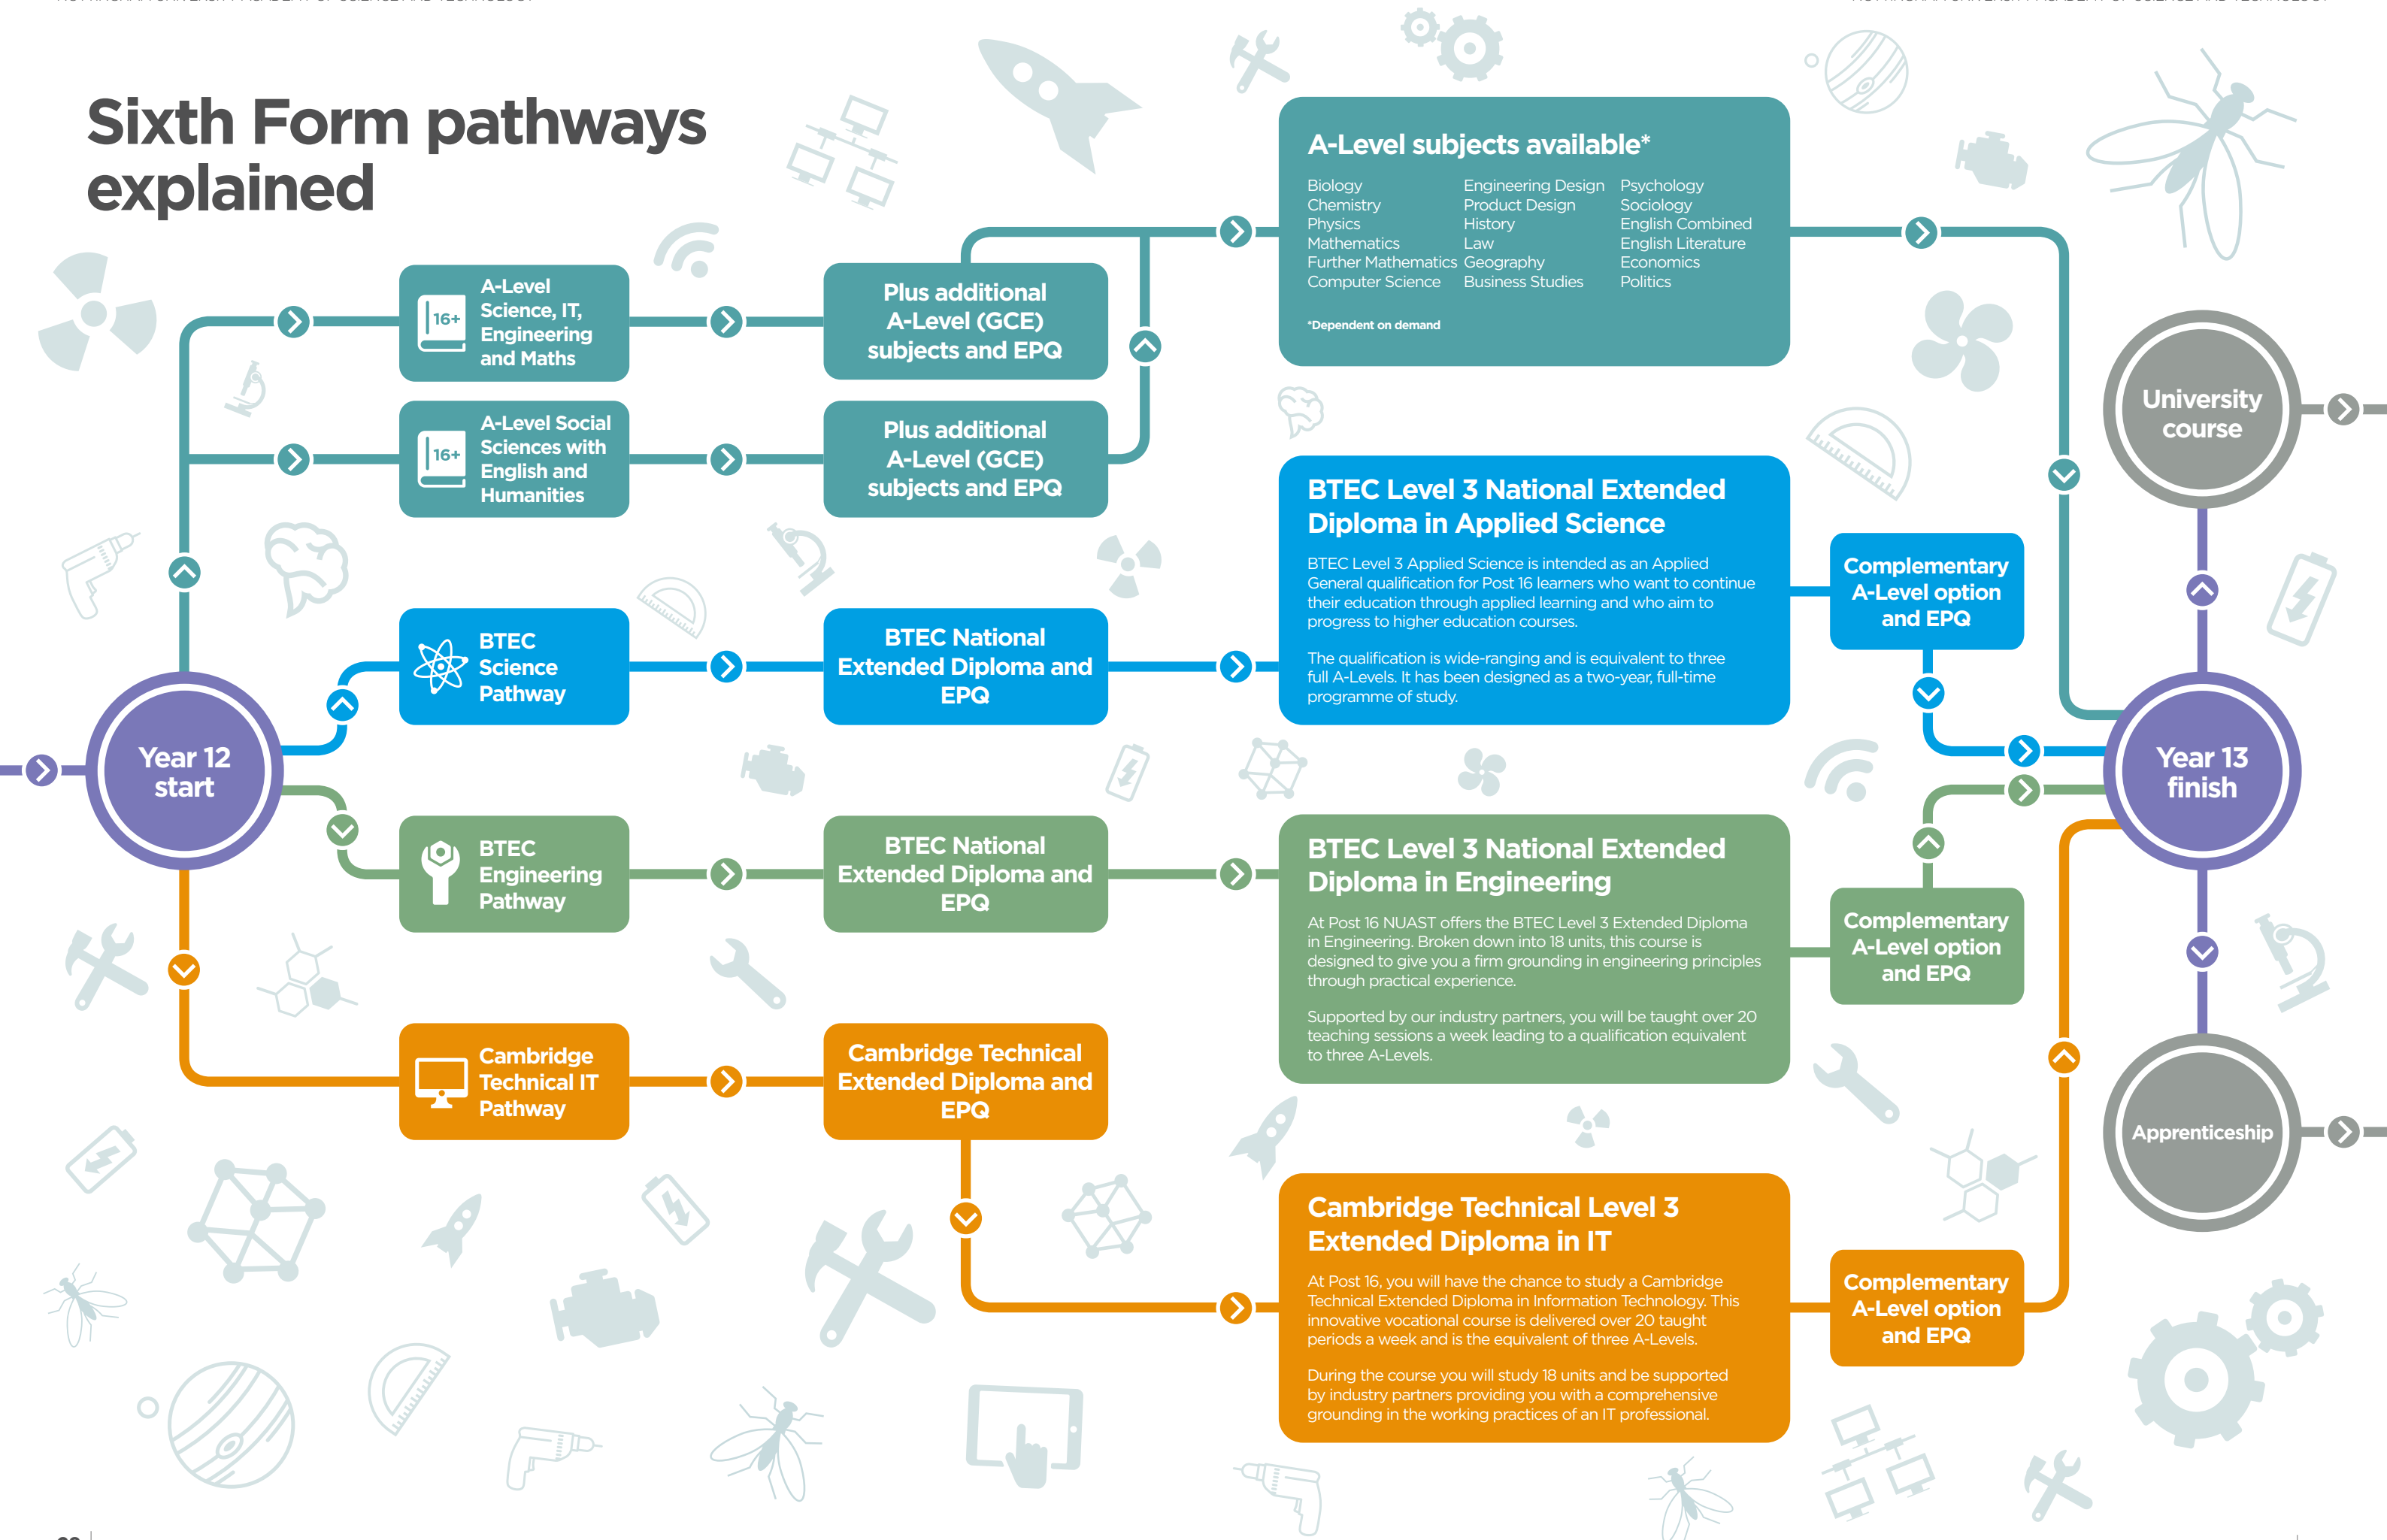 Sixth Form pathways
explained
A-Level
Science, IT,
Engineering
and Maths
16+
Plus additional
A-Level (GCE)
subjects and EPQ
A-Level Social
Sciences with
English and
Humanities
16+
Plus additional
A-Level (GCE)
subjects and EPQ
A-Level subjects available*
Biology
Chemistry
Physics
Mathematics
Further Mathematics
Computer Science
Engineering Design
Product Design
History
Law
Geography
Business Studies
Psychology
Sociology
English Combined
English Literature
Economics
Politics
*Dependent on demand
Year 12
start
BTEC
Science
Pathway
BTEC National
Extended Diploma and
EPQ
BTEC Level 3 National Extended
Diploma in Applied Science
BTEC Level 3 Applied Science is intended as an Applied
General qualification for Post 16 learners who want to continue
their education through applied learning and who aim to
progress to higher education courses.
The qualification is wide-ranging and is equivalent to three
full A-Levels. It has been designed as a two-year, full-time
programme of study.
Complementary
A-Level option
and EPQ
BTEC
Engineering
Pathway
BTEC National
Extended Diploma and
EPQ
BTEC Level 3 National Extended
Diploma in Engineering
At Post 16 NUAST offers the BTEC Level 3 Extended Diploma
in Engineering. Broken down into 18 units, this course is
designed to give you a firm grounding in engineering principles
through practical experience.
Supported by our industry partners, you will be taught over 20
teaching sessions a week leading to a qualification equivalent
to three A-Levels.
Complementary
A-Level option
and EPQ
Cambridge
Technical IT
Pathway
Cambridge Technical
Extended Diploma and
EPQ
Cambridge Technical Level 3
Extended Diploma in IT
At Post 16, you will have the chance to study a Cambridge
Technical Extended Diploma in Information Technology. This
innovative vocational course is delivered over 20 taught
periods a week and is the equivalent of three A-Levels.
During the course you will study 18 units and be supported
by industry partners providing you with a comprehensive
grounding in the working practices of an IT professional.
Complementary
A-Level option
and EPQ
University
course
Year 13
finish
Apprenticeship